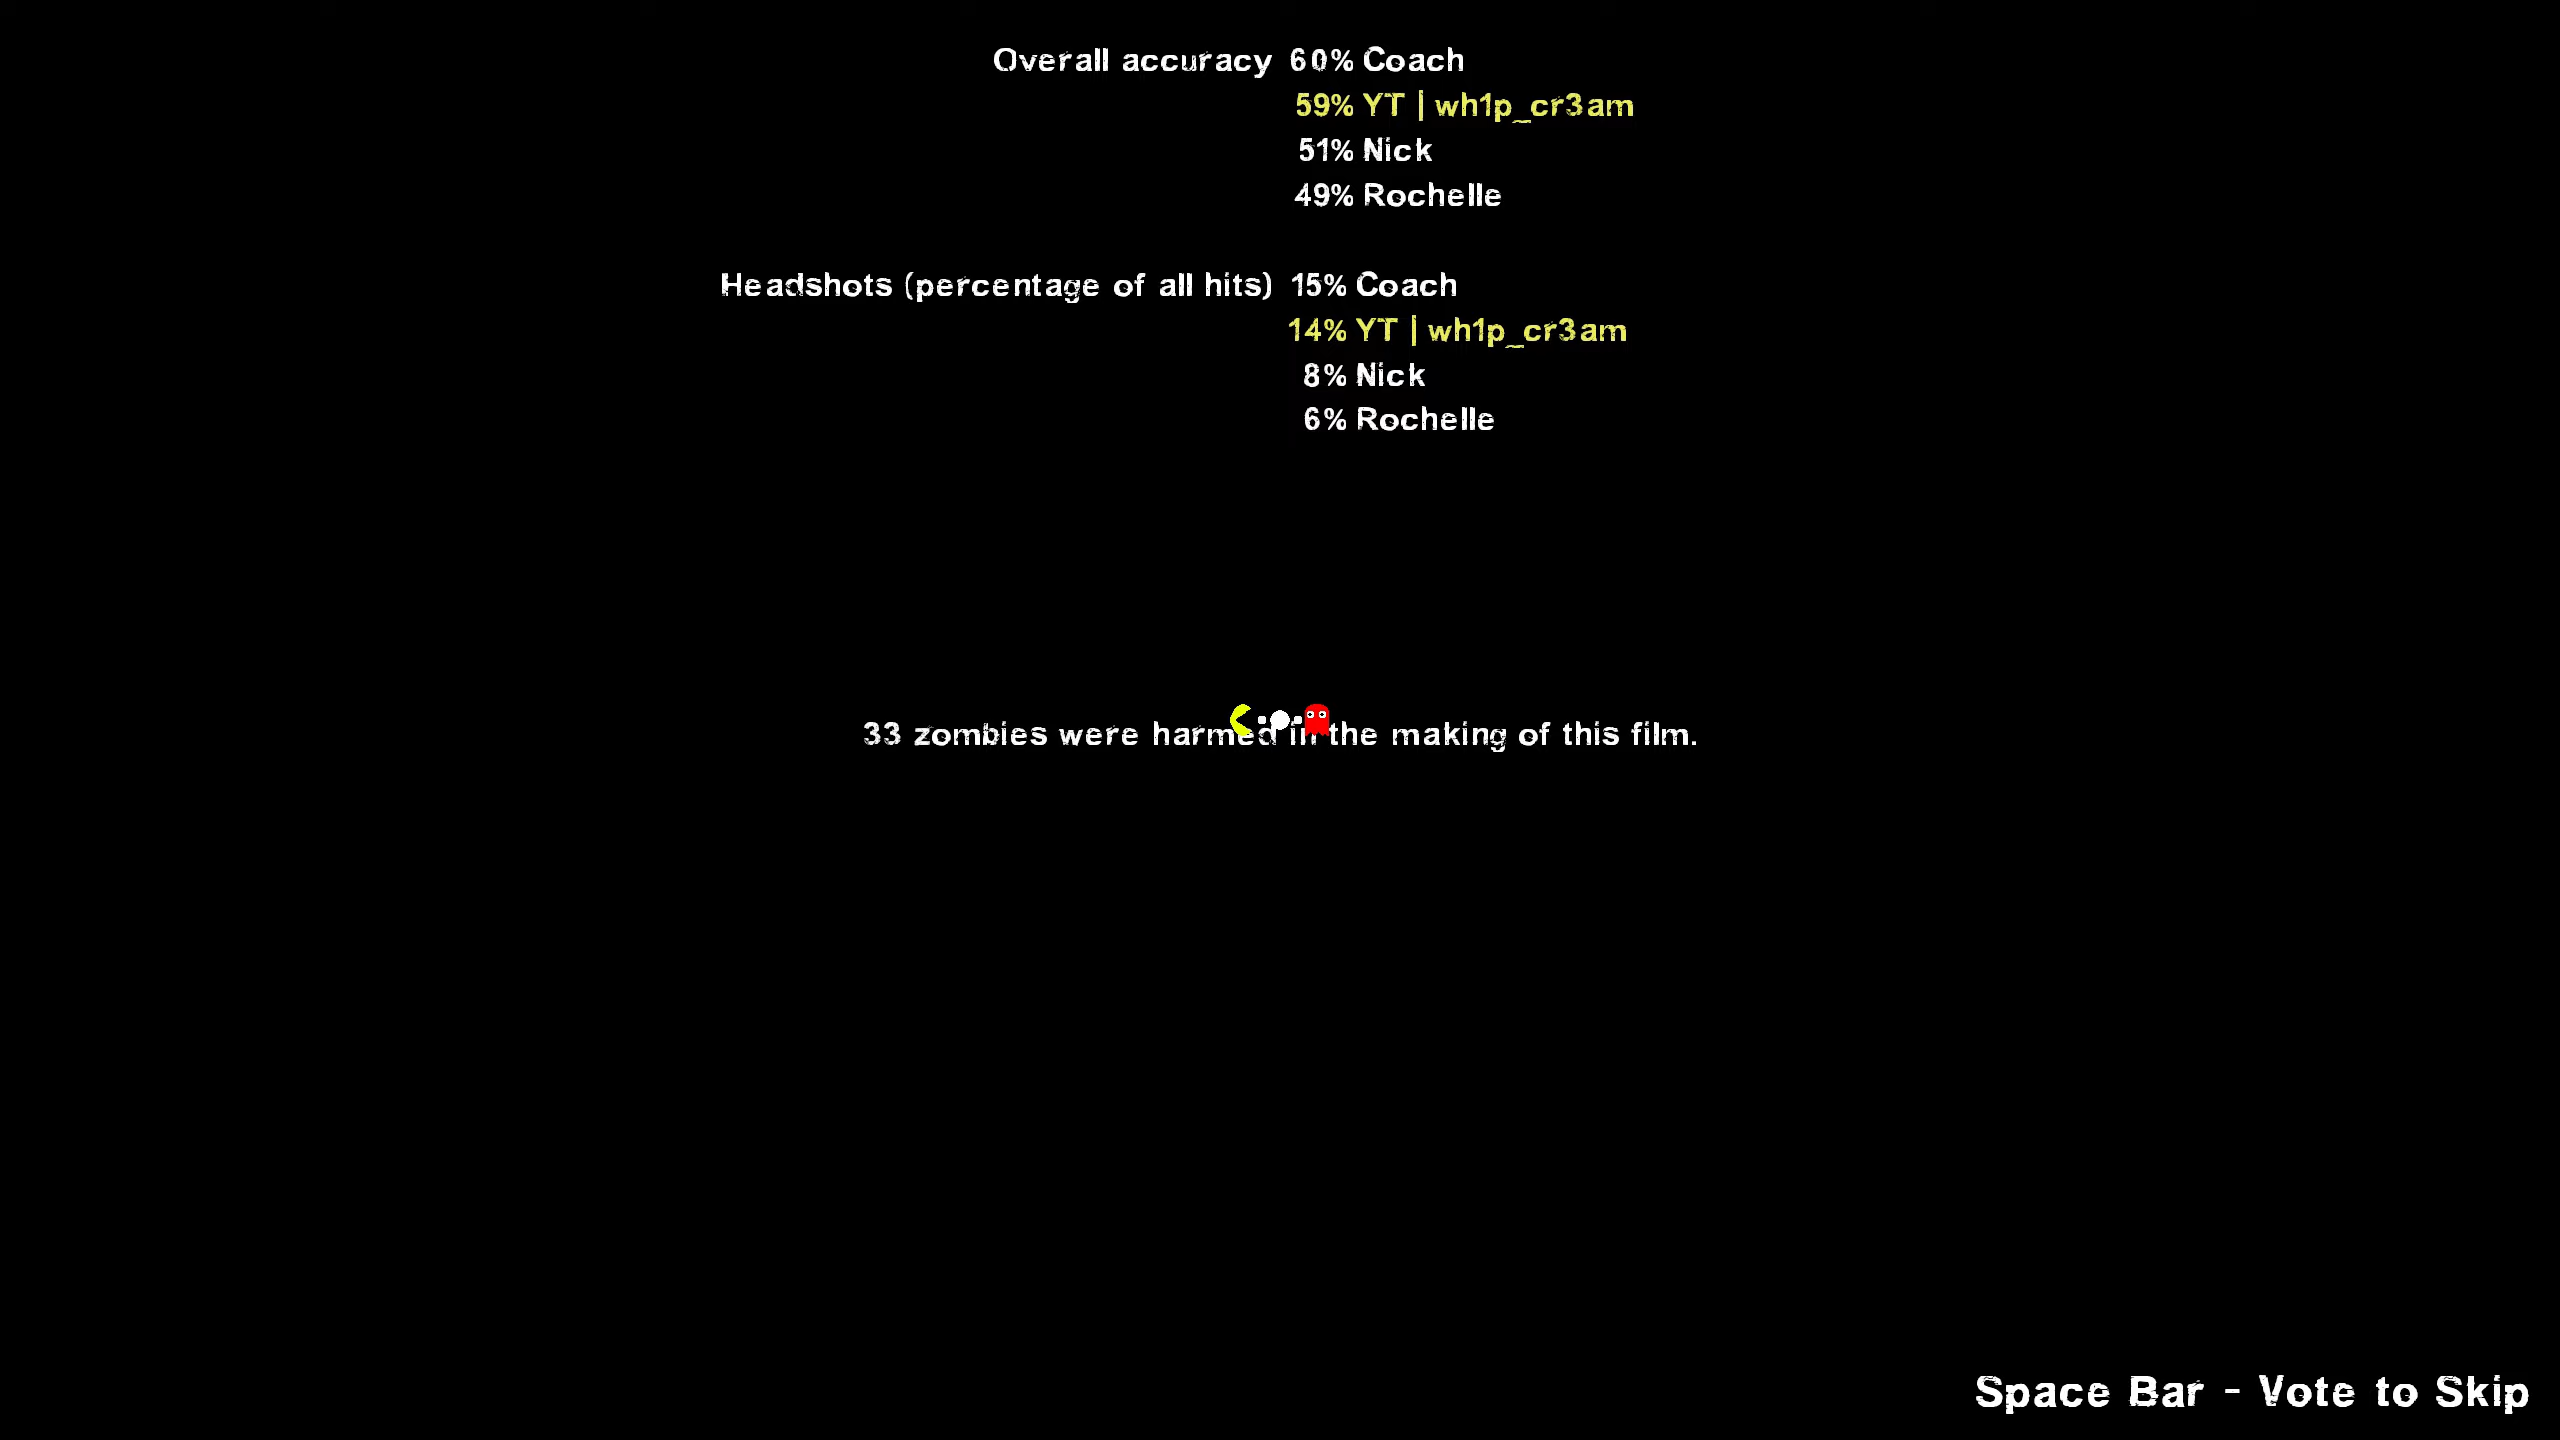 Overall accuracy 60% Coach
59% YT | wh1p_cr3am
51% Nick
49% Rochelle
Headshots (percentage of all hits) 15% Coach
14% YT | wh1p_cr3am
8% Nick
6% Rochelle
33 zombies were harmed in the making of this film.
Space Bar - Vote to Skip